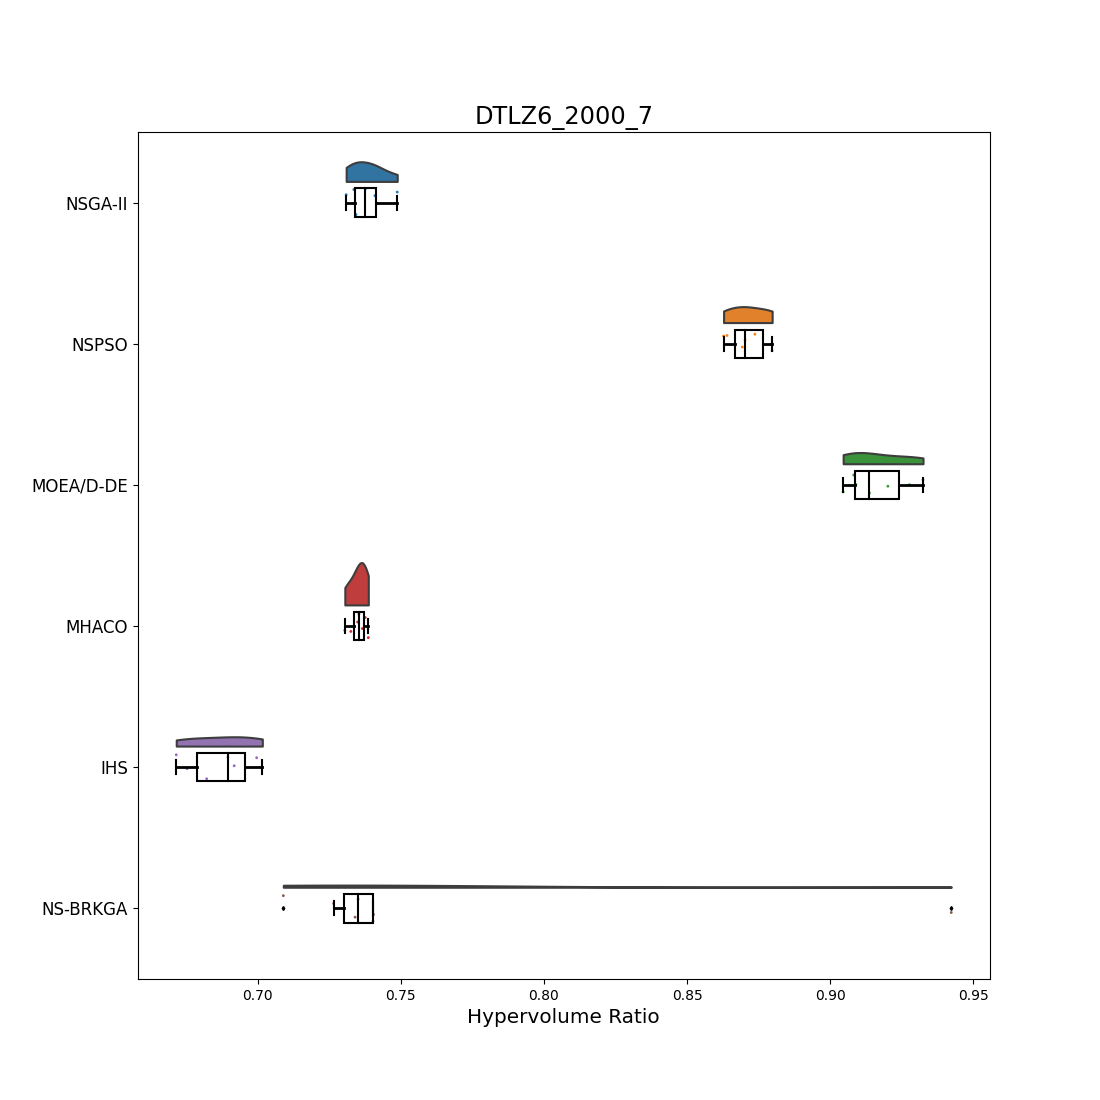 DTLZ6_2000_7
NSGA-II
NSPSO
MOEA/D-DE
MHACO
IHS
NS-BRKGA
0.70 0.75 0.80 0.85 0.90 0.95
Hypervolume Ratio